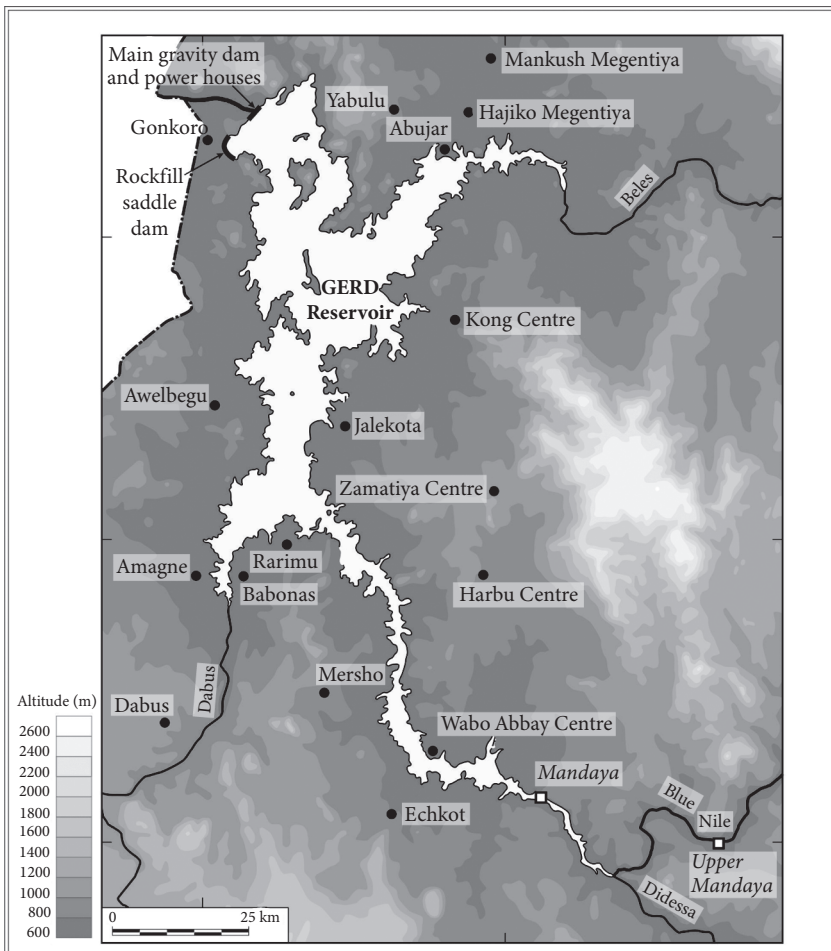 Main gravity dam
and power houses
Mankush Megentiya
Yabulu
Hajiko Megentiya
Abujar
Gonkoro
Rockfill
saddle
dam
Beles
GERD
Reservoir
Kong Centre
Awelbegu
Jalekota
Zamatiya Centre
Rarimu
Amagne
Babonas
Harbu Centre
Dabus
Mersho
Dabus
Wabo Abbay Centre
Mandaya
Blue
Nile
Echkot
Upper
Mandaya
Didessa
Altitude (m)
2600
2400
2200
2000
1800
1600
1400
1200
1000
800
600
0 25 km